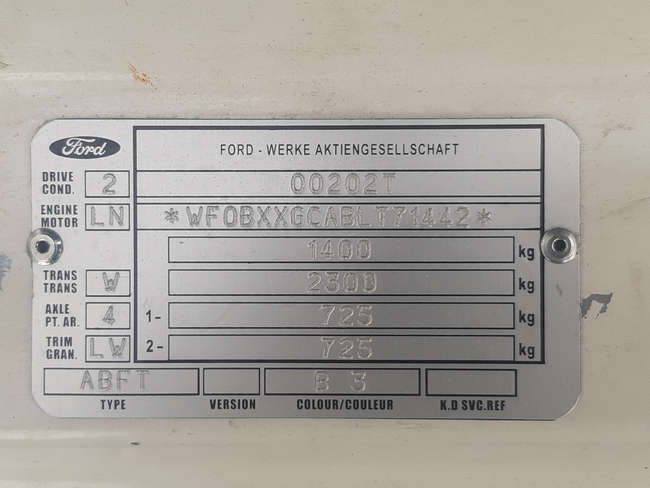 Ford
FORD - WERKE AKTIENGESELLSCHAFT
DRIVE COND. 2 00202T
ENGINE MOTOR LN *WF0BXXGCABLT71442*
1400 kg
TRANS TRANS W 2300 kg
AXLE PT. AR. 4 1- 725 kg
TRIM GRAN. LW 2- 725 kg
ABFT B 3
TYPE VERSION COLOUR/COULEUR K.D SVC.REF